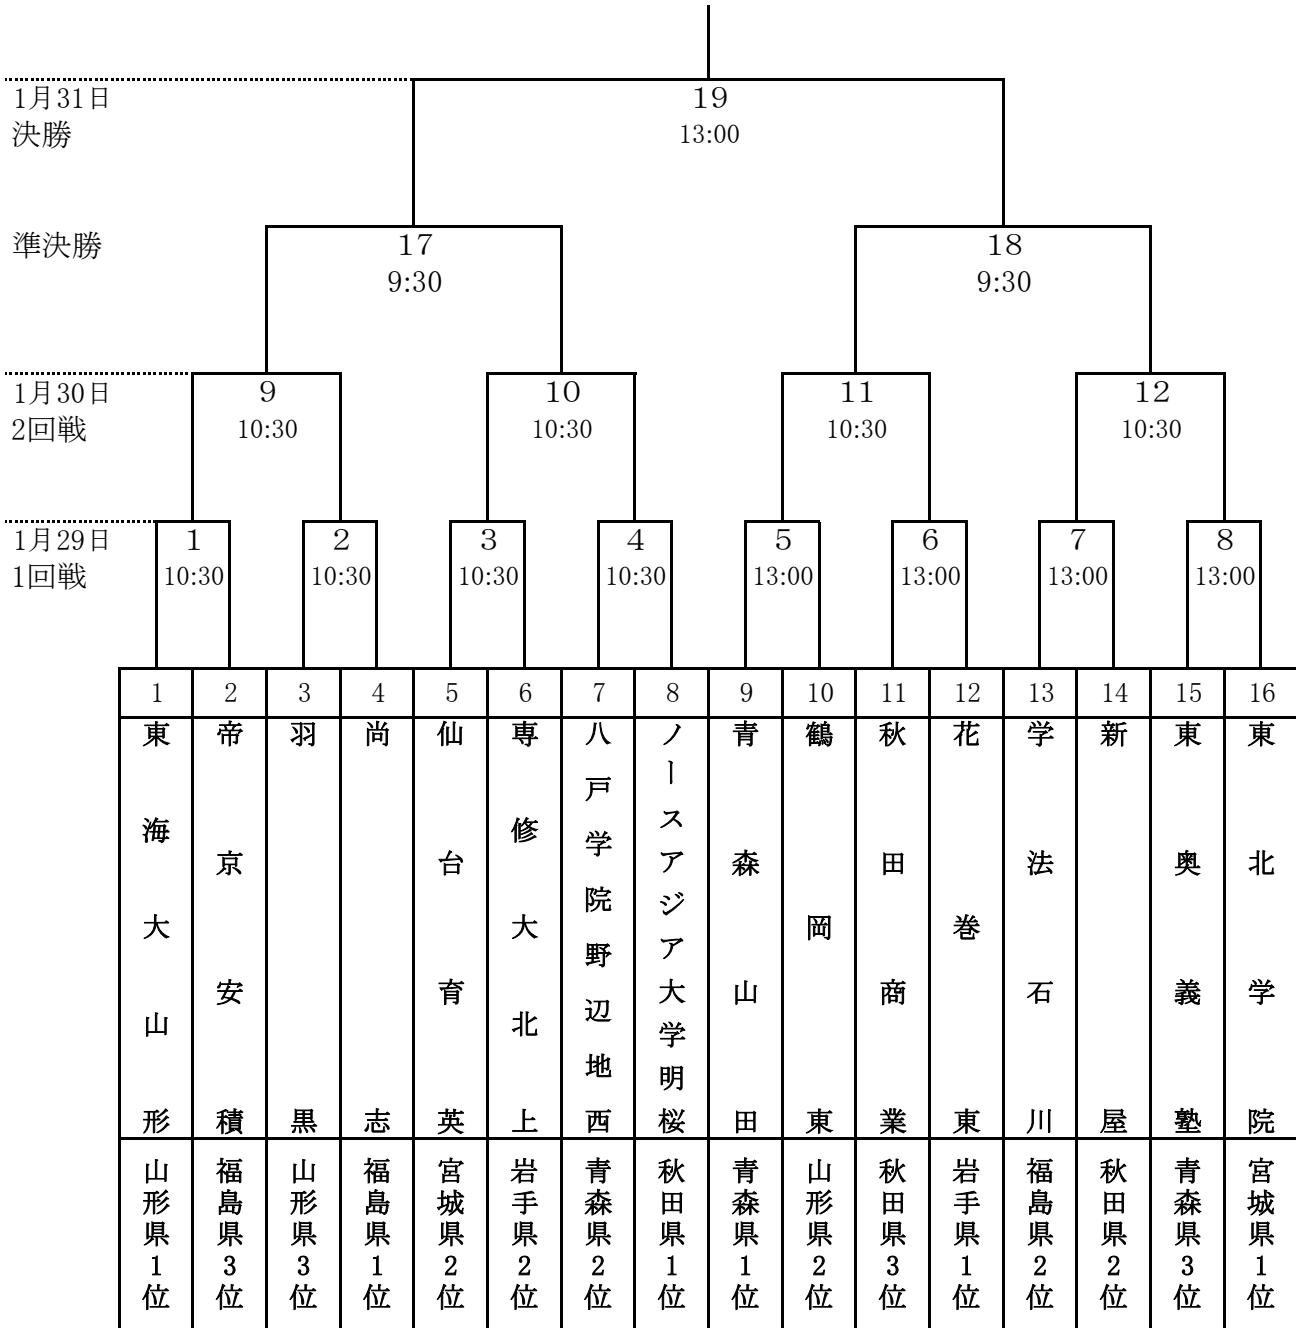 1月31日
決勝
19
13:00
準決勝
17
9:30
18
9:30
1月30日
2回戦
9
10:30
10
10:30
11
10:30
12
10:30
1月29日
1回戦
1
10:30
2
10:30
3
10:30
4
10:30
5
13:00
6
13:00
7
13:00
8
13:00
1 2 3 4 5 6 7 8 9 10 11 12 13 14 15 16
東海大山形
帝京安積
羽黒
尚志
仙台育英
専修大北上
八戸学院野辺地西
ノースアジア大学明桜
青森山田
鶴岡東
秋田商業
花巻東
学法石川
新屋
東奥義塾
東北学院
山形県1位
福島県3位
山形県3位
福島県1位
宮城県2位
岩手県2位
青森県2位
秋田県1位
青森県1位
山形県2位
秋田県3位
岩手県1位
福島県2位
秋田県2位
青森県3位
宮城県1位